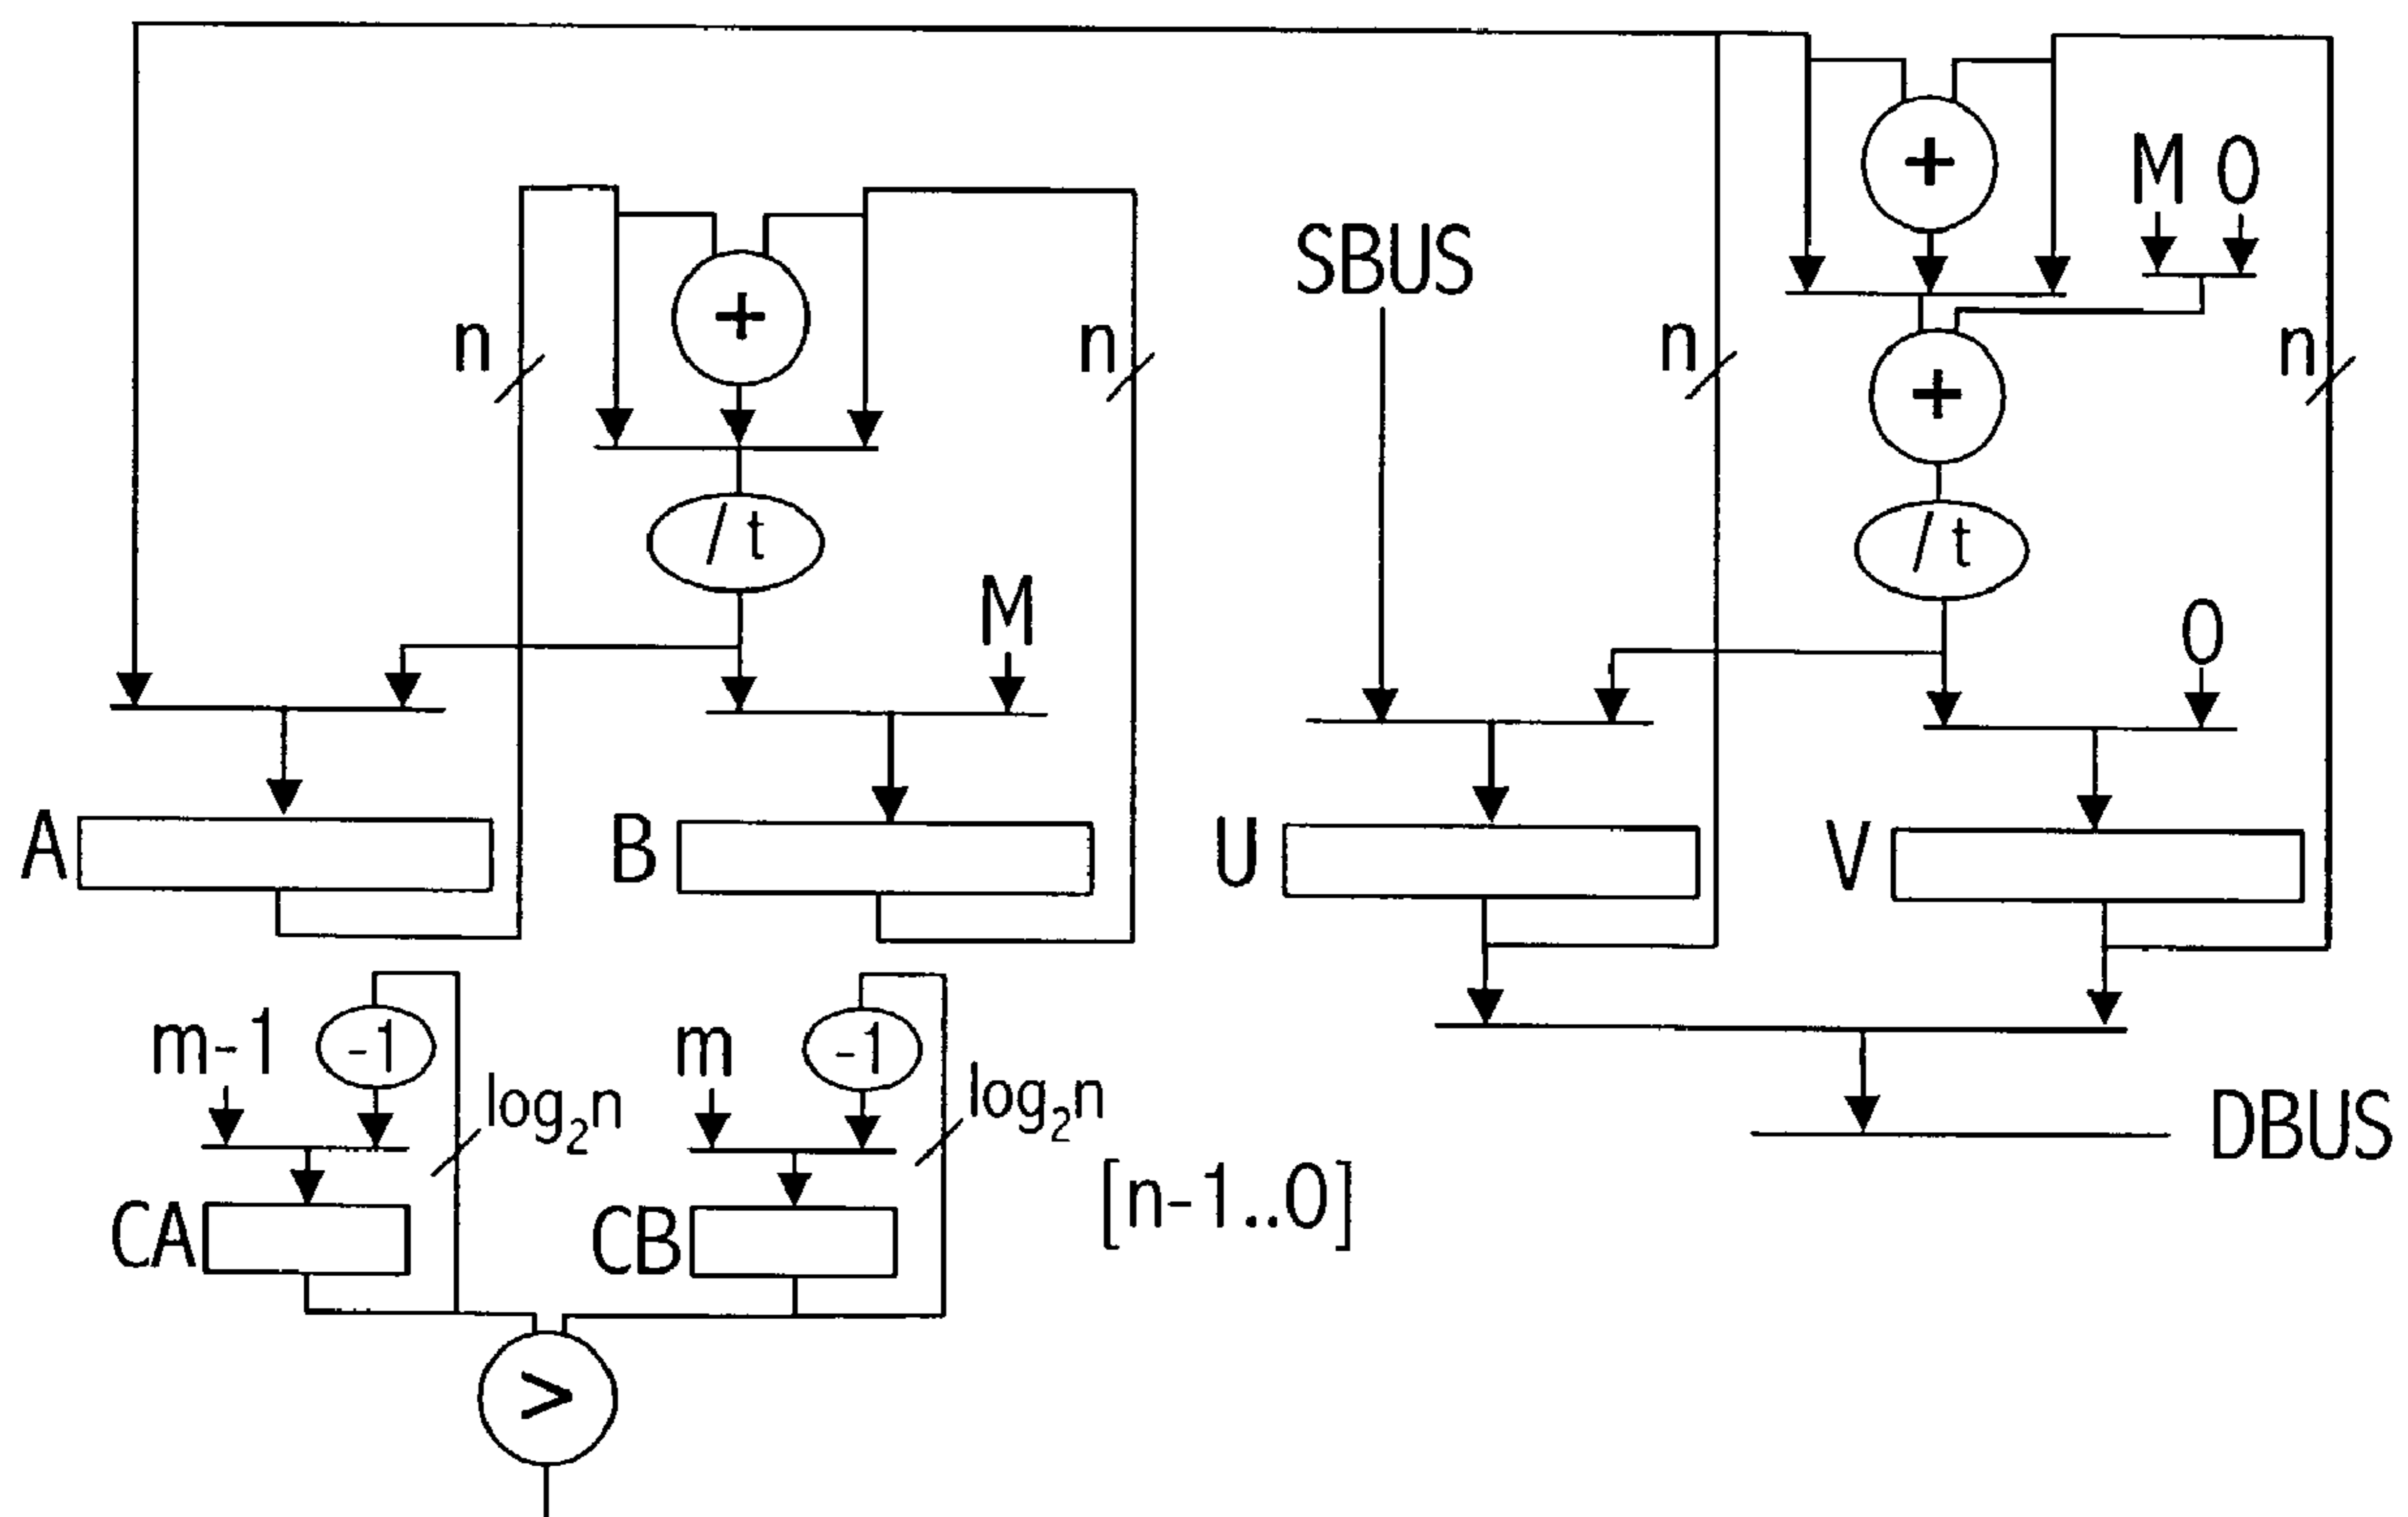 +
M 0
+
SBUS
n
n
n
n
+
/t
/t
M
0
A
B
U
V
m-1
-1
m
-1
log2n
log2n
DBUS
[n-1..0]
CA
CB
>